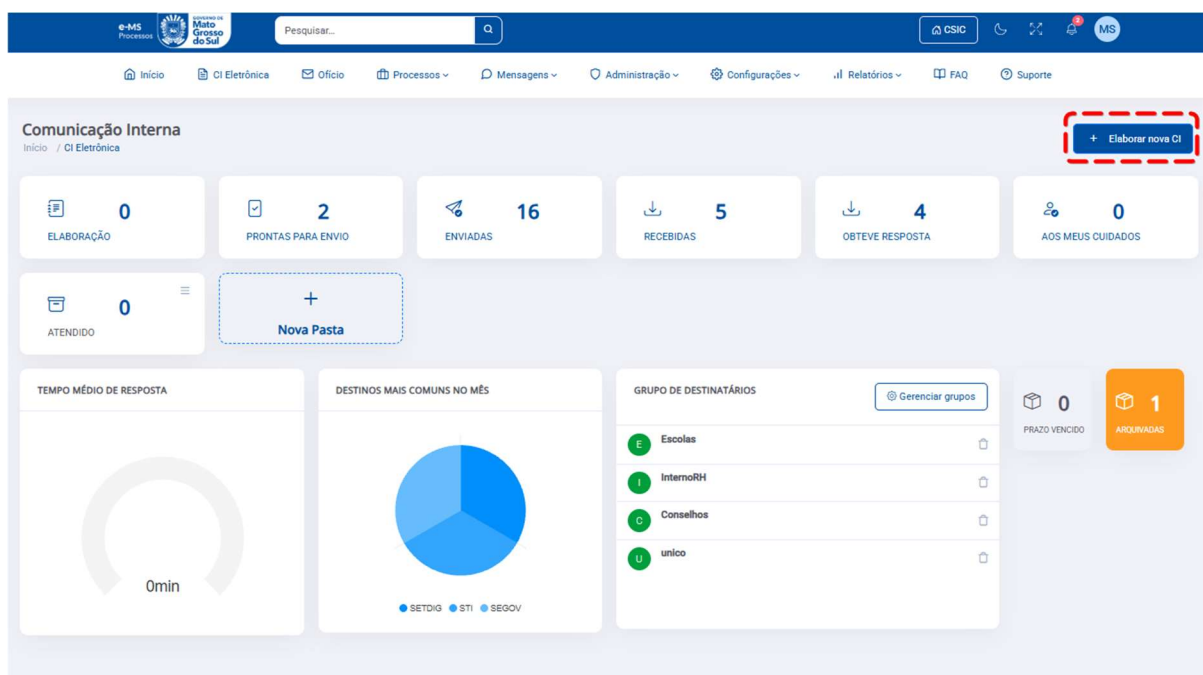 e-MS
Processos
GOVERNO DE
Mato
Grosso
do Sul
Pesquisar...
CSIC
2
MS
Início
CI Eletrônica
Ofício
Processos
Mensagens
Administração
Configurações
Relatórios
FAQ
Suporte
Comunicação Interna
Início / CI Eletrônica
+ Elaborar nova CI
0
ELABORAÇÃO
2
PRONTAS PARA ENVIO
16
ENVIADAS
5
RECEBIDAS
4
OBTEVE RESPOSTA
0
AOS MEUS CUIDADOS
0
ATENDIDO
+
Nova Pasta
TEMPO MÉDIO DE RESPOSTA
0min
DESTINOS MAIS COMUNS NO MÊS
SETDIG STI SEGOV
GRUPO DE DESTINATÁRIOS
Gerenciar grupos
E Escolas
I InternoRH
C Conselhos
U unico
0
PRAZO VENCIDO
1
ARQUIVADAS